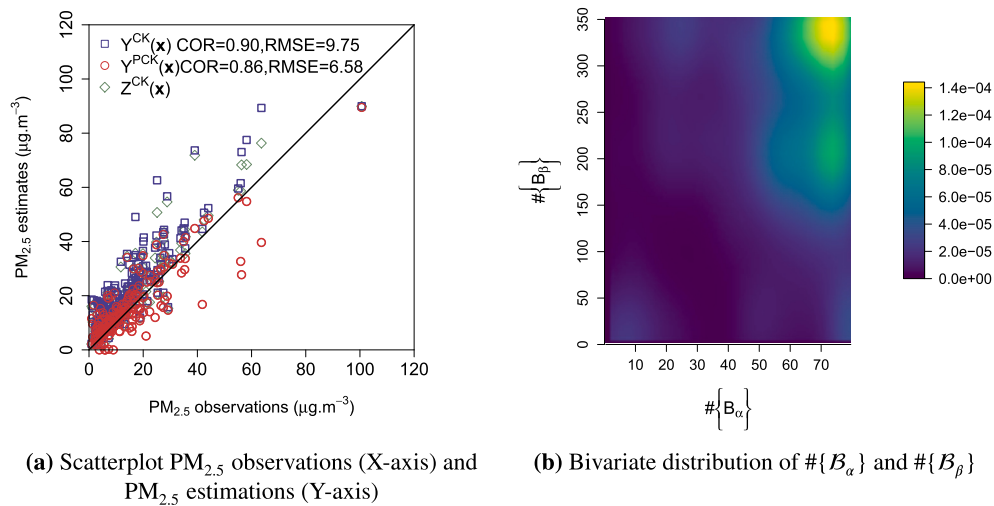 120
100
80
60
40
20
0
PM2.5 estimates (μg.m−3)
Y^CK(x) COR=0.90,RMSE=9.75
Y^PCK(x)COR=0.86,RMSE=6.58
Z^CK(x)
0 20 40 60 80 100 120
PM2.5 observations (μg.m−3)
(a) Scatterplot PM2.5 observations (X-axis) and
PM2.5 estimations (Y-axis)
350
300
250
200
150
100
50
0
#{Bβ}
10 20 30 40 50 60 70
#{Bα}
1.4e−04
1.2e−04
1.0e−04
8.0e−05
6.0e−05
4.0e−05
2.0e−05
0.0e+00
(b) Bivariate distribution of #{ℬα} and #{ℬβ}